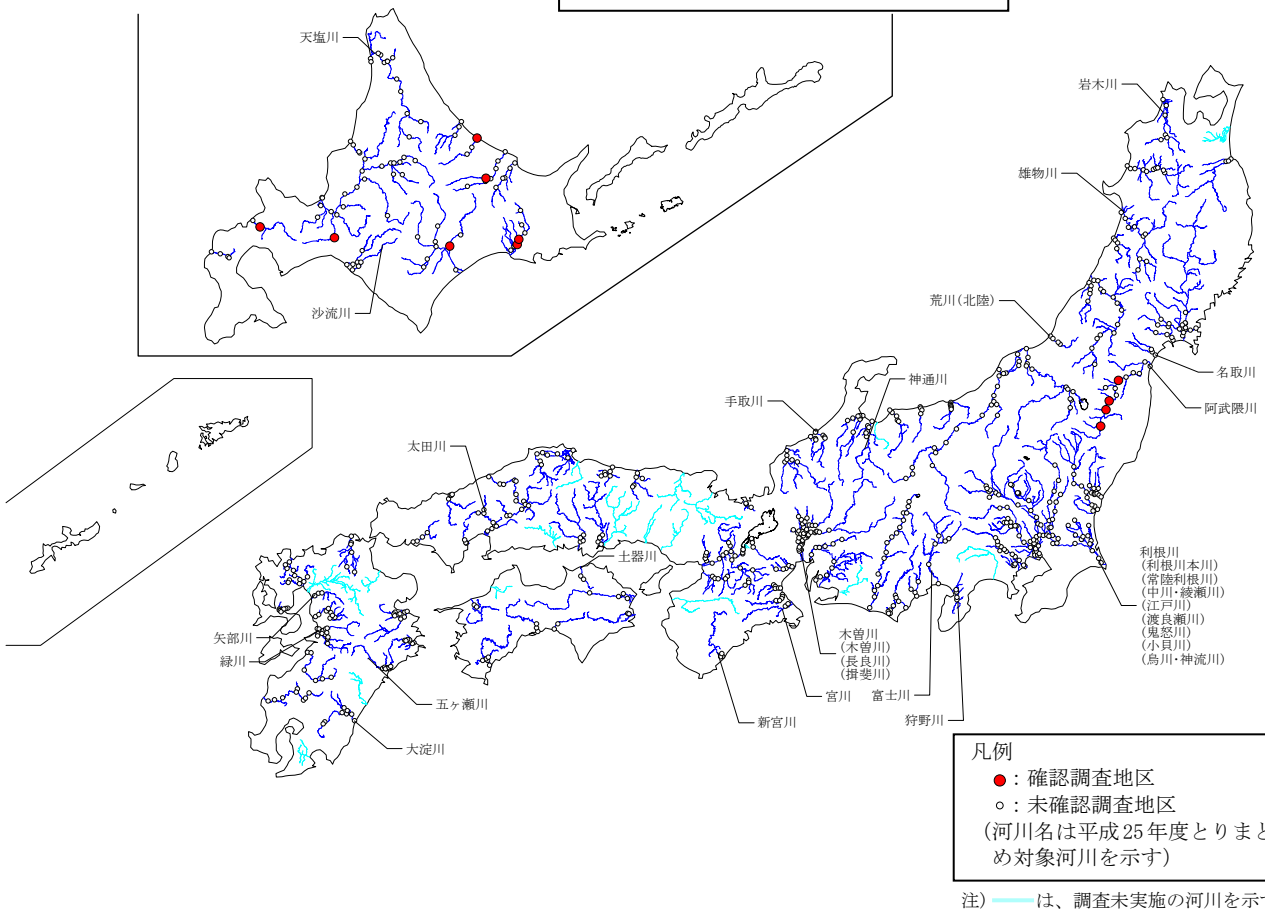 天塩川
沙流川
岩木川
雄物川
荒川(北陸)
名取川
阿武隈川
神通川
手取川
太田川
土器川
利根川
(利根川本川)
(常陸利根川)
(中川・綾瀬川)
(江戸川)
(渡良瀬川)
(鬼怒川)
(小貝川)
(烏川・神流川)
木曽川
(木曽川)
(長良川)
(揖斐川)
宮川
富士川
狩野川
新宮川
矢部川
緑川
五ヶ瀬川
大淀川
凡例
：確認調査地区
：未確認調査地区
(河川名は平成25年度とりまと
め対象河川を示す)
注) は、調査未実施の河川を示